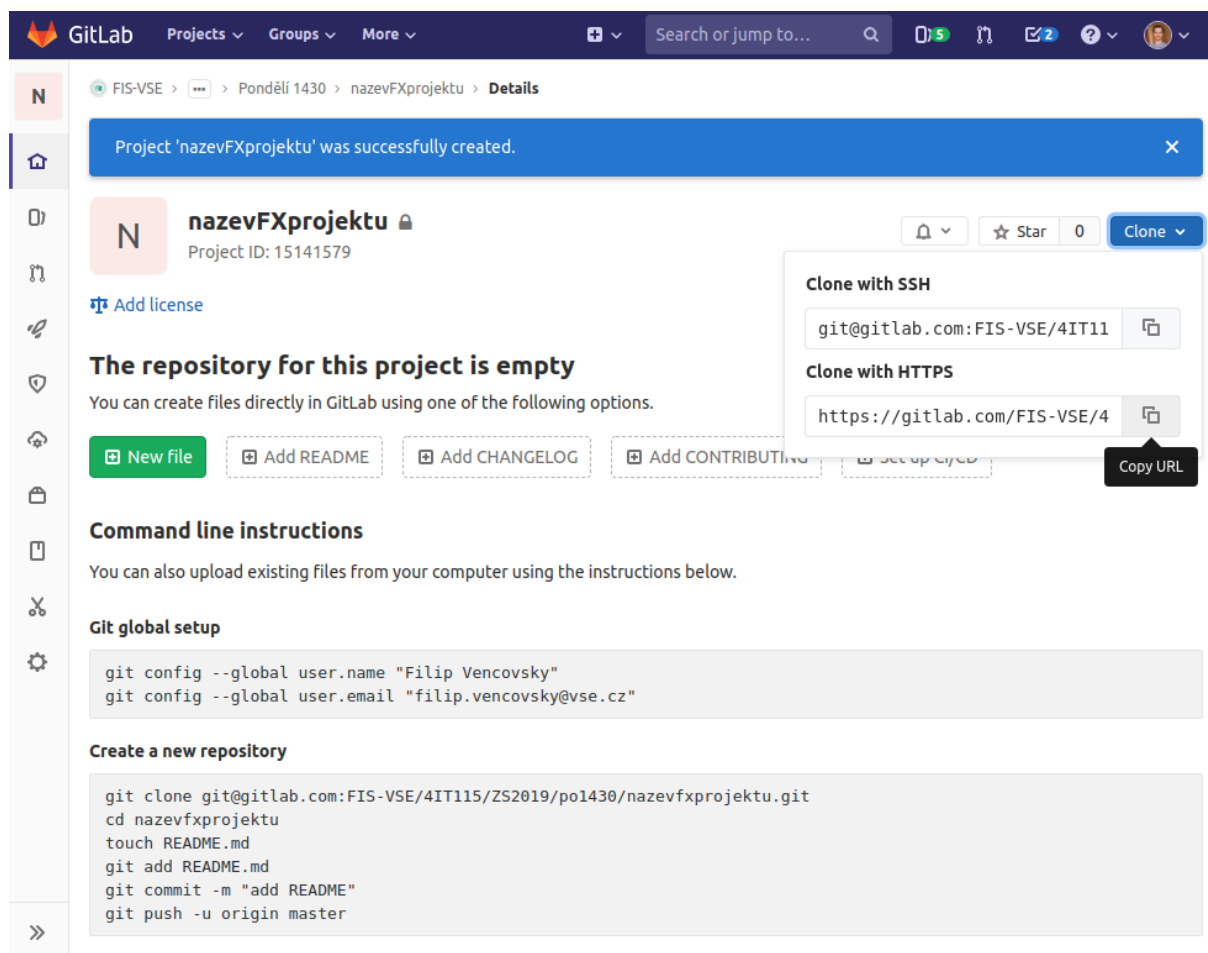 GitLab Projects Groups More Search or jump to... 5 2
N FIS-VSE > ... > Pondělí 1430 > nazevFXprojektu > Details
Project 'nazevFXprojektu' was successfully created.
N nazevFXprojektu
Project ID: 15141579
Star 0 Clone
Add license
Clone with SSH
git@gitlab.com:FIS-VSE/4IT11
Clone with HTTPS
https://gitlab.com/FIS-VSE/4
Copy URL
The repository for this project is empty
You can create files directly in GitLab using one of the following options.
New file Add README Add CHANGELOG Add CONTRIBUTING Set up CI/CD
Command line instructions
You can also upload existing files from your computer using the instructions below.
Git global setup
git config --global user.name "Filip Vencovsky"
git config --global user.email "filip.vencovsky@vse.cz"
Create a new repository
git clone git@gitlab.com:FIS-VSE/4IT115/ZS2019/po1430/nazevfxprojektu.git
cd nazevfxprojektu
touch README.md
git add README.md
git commit -m "add README"
git push -u origin master